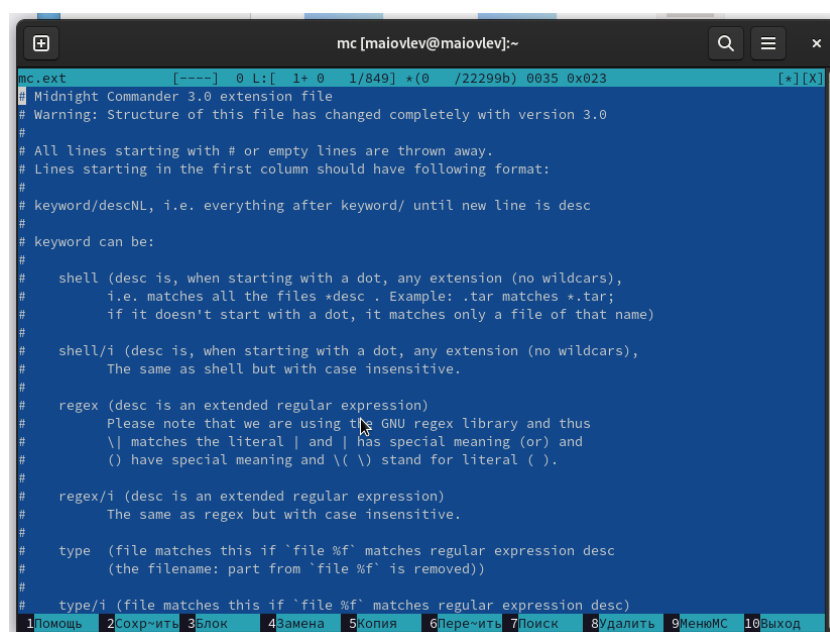 mc [maiovlev@maiovlev]:~
mc.ext [----] 0 L:[ 1+ 0 1/849] *(0 /22299b) 0035 0x023 [*][X]
# Midnight Commander 3.0 extension file
# Warning: Structure of this file has changed completely with version 3.0
#
# All lines starting with # or empty lines are thrown away.
# Lines starting in the first column should have following format:
#
# keyword/descNL, i.e. everything after keyword/ until new line is desc
#
# keyword can be:
#
# shell (desc is, when starting with a dot, any extension (no wildcars),
# i.e. matches all the files *desc . Example: .tar matches *.tar;
# if it doesn't start with a dot, it matches only a file of that name)
#
# shell/i (desc is, when starting with a dot, any extension (no wildcars),
# The same as shell but with case insensitive.
#
# regex (desc is an extended regular expression)
# Please note that we are using the GNU regex library and thus
# \| matches the literal | and | has special meaning (or) and
# () have special meaning and \( \) stand for literal ( ).
#
# regex/i (desc is an extended regular expression)
# The same as regex but with case insensitive.
#
# type (file matches this if `file %f` matches regular expression desc
# (the filename: part from `file %f` is removed))
#
# type/i (file matches this if `file %f` matches regular expression desc)
1Помощь 2Сохр~ить 3Блок 4Замена 5Копия 6Пере~ить 7Поиск 8Удалить 9МенюMC 10Выход